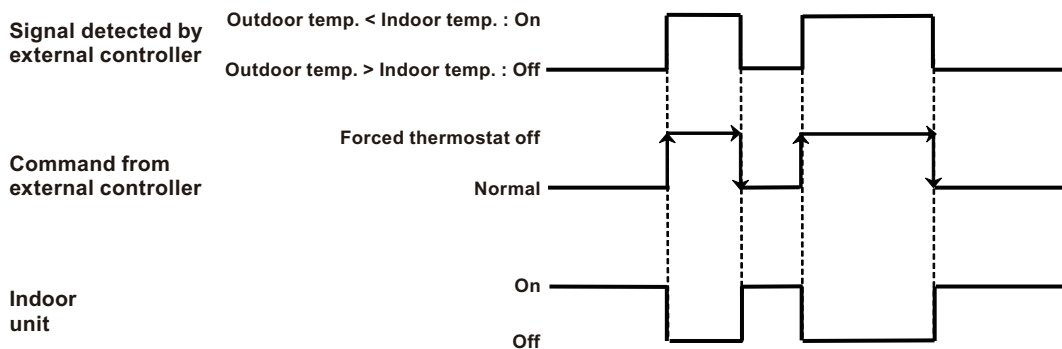 Signal detected by
external controller
Outdoor temp. < Indoor temp. : On
Outdoor temp. > Indoor temp. : Off
Command from
external controller
Forced thermostat off
Normal
Indoor
unit
On
Off